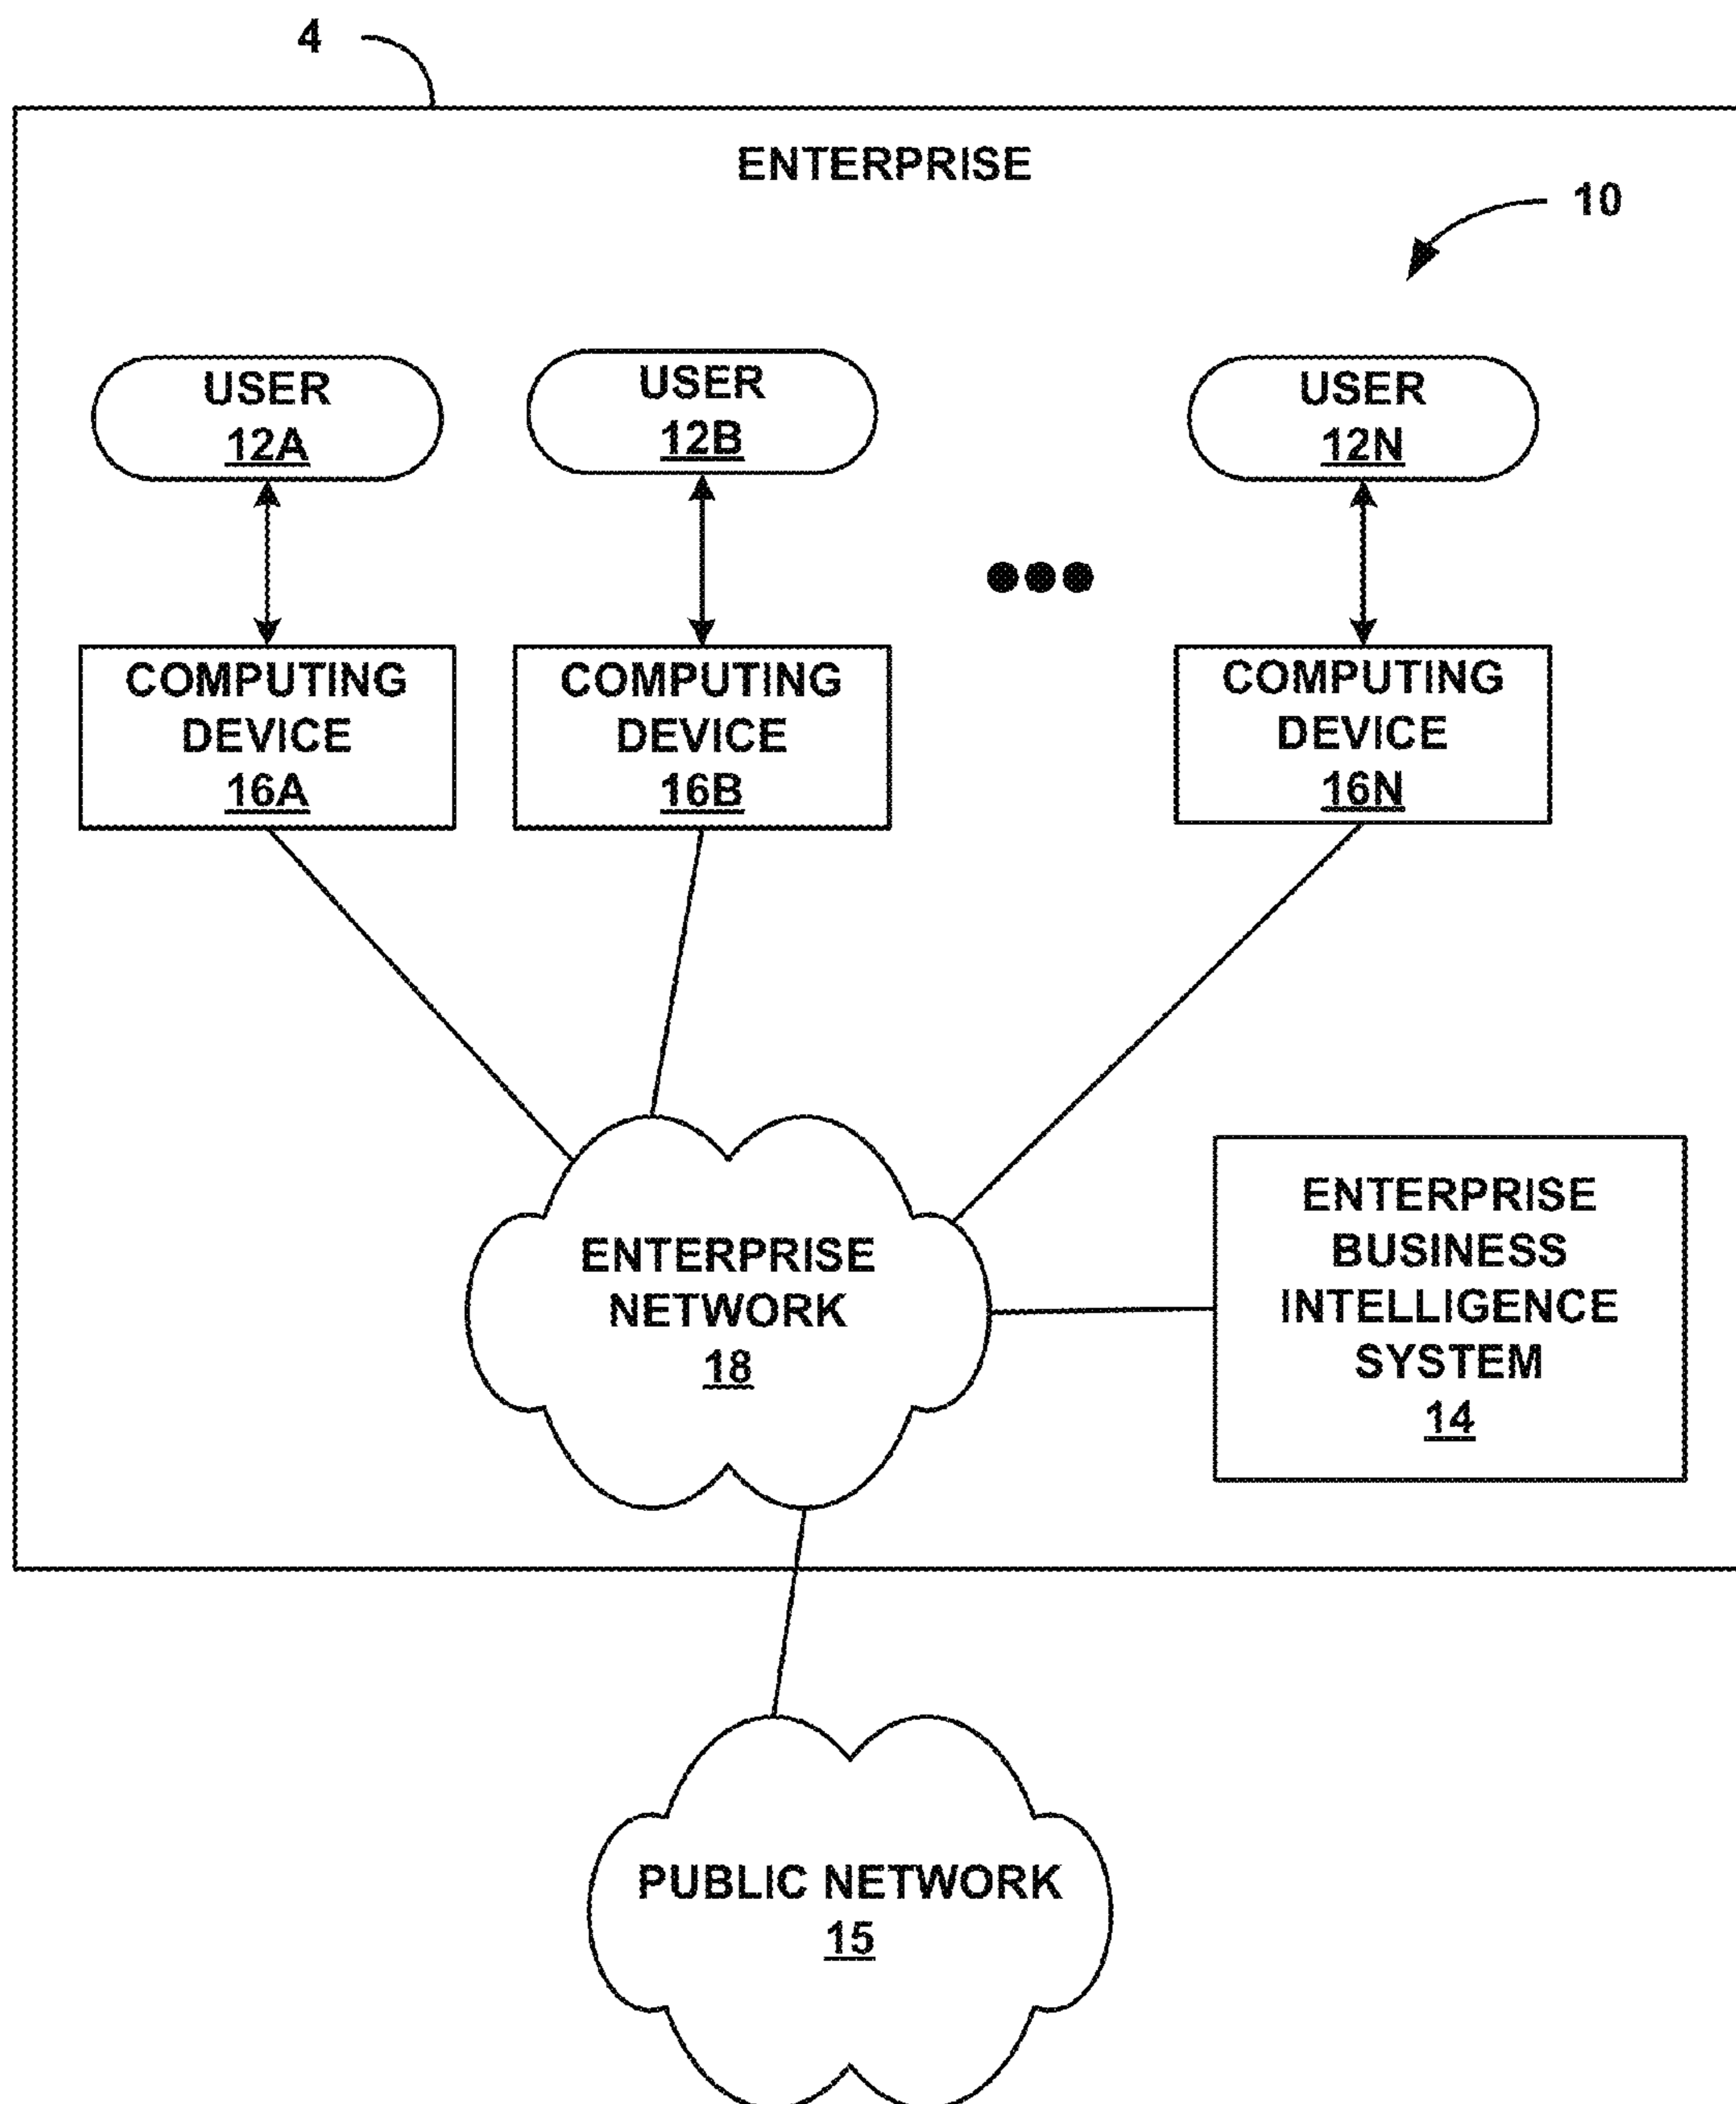 4
ENTERPRISE
10
USER
12A
USER
12B
USER
12N
COMPUTING
DEVICE
16A
COMPUTING
DEVICE
16B
COMPUTING
DEVICE
16N
ENTERPRISE
NETWORK
18
ENTERPRISE
BUSINESS
INTELLIGENCE
SYSTEM
14
PUBLIC NETWORK
15